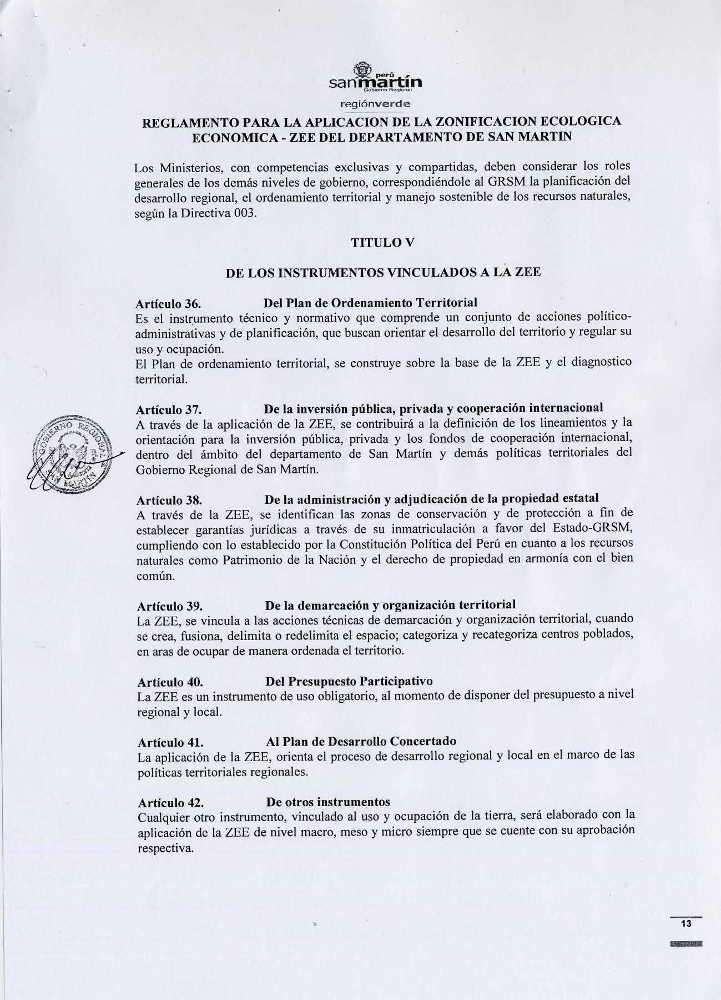 perú
sanmartín
Gobierno Regional
regiónverde
REGLAMENTO PARA LA APLICACION DE LA ZONIFICACION ECOLOGICA
ECONOMICA - ZEE DEL DEPARTAMENTO DE SAN MARTIN
Los Ministerios, con competencias exclusivas y compartidas, deben considerar los roles
generales de los demás niveles de gobierno, correspondiéndole al GRSM la planificación del
desarrollo regional, el ordenamiento territorial y manejo sostenible de los recursos naturales,
según la Directiva 003.
TITULO V
DE LOS INSTRUMENTOS VINCULADOS A LA ZEE
Artículo 36. Del Plan de Ordenamiento Territorial
Es el instrumento técnico y normativo que comprende un conjunto de acciones político-
administrativas y de planificación, que buscan orientar el desarrollo del territorio y regular su
uso y ocupación.
El Plan de ordenamiento territorial, se construye sobre la base de la ZEE y el diagnostico
territorial.
Artículo 37. De la inversión pública, privada y cooperación internacional
A través de la aplicación de la ZEE, se contribuirá a la definición de los lineamientos y la
orientación para la inversión pública, privada y los fondos de cooperación internacional,
dentro del ámbito del departamento de San Martín y demás políticas territoriales del
Gobierno Regional de San Martín.
GOBIERNO REGIONAL
SAN MARTIN
Artículo 38. De la administración y adjudicación de la propiedad estatal
A través de la ZEE, se identifican las zonas de conservación y de protección a fin de
establecer garantías jurídicas a través de su inmatriculación a favor del Estado-GRSM,
cumpliendo con lo establecido por la Constitución Política del Perú en cuanto a los recursos
naturales como Patrimonio de la Nación y el derecho de propiedad en armonía con el bien
común.
Artículo 39. De la demarcación y organización territorial
La ZEE, se vincula a las acciones técnicas de demarcación y organización territorial, cuando
se crea, fusiona, delimita o redelimita el espacio; categoriza y recategoriza centros poblados,
en aras de ocupar de manera ordenada el territorio.
Artículo 40. Del Presupuesto Participativo
La ZEE es un instrumento de uso obligatorio, al momento de disponer del presupuesto a nivel
regional y local.
Artículo 41. Al Plan de Desarrollo Concertado
La aplicación de la ZEE, orienta el proceso de desarrollo regional y local en el marco de las
políticas territoriales regionales.
Artículo 42. De otros instrumentos
Cualquier otro instrumento, vinculado al uso y ocupación de la tierra, será elaborado con la
aplicación de la ZEE de nivel macro, meso y micro siempre que se cuente con su aprobación
respectiva.
13